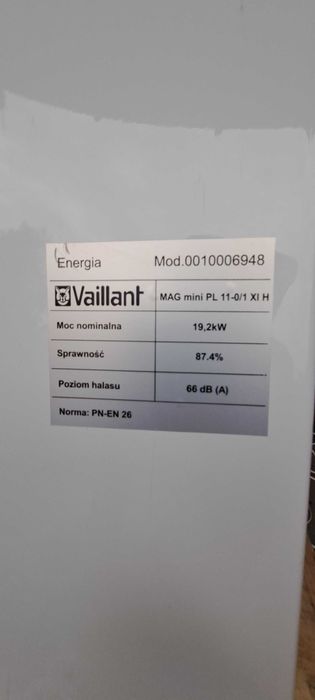 Energia Mod.0010006948
Vaillant MAG mini PL 11-0/1 XI H
Moc nominalna 19,2kW
Sprawność 87.4%
Poziom halasu 66 dB (A)
Norma: PN-EN 26